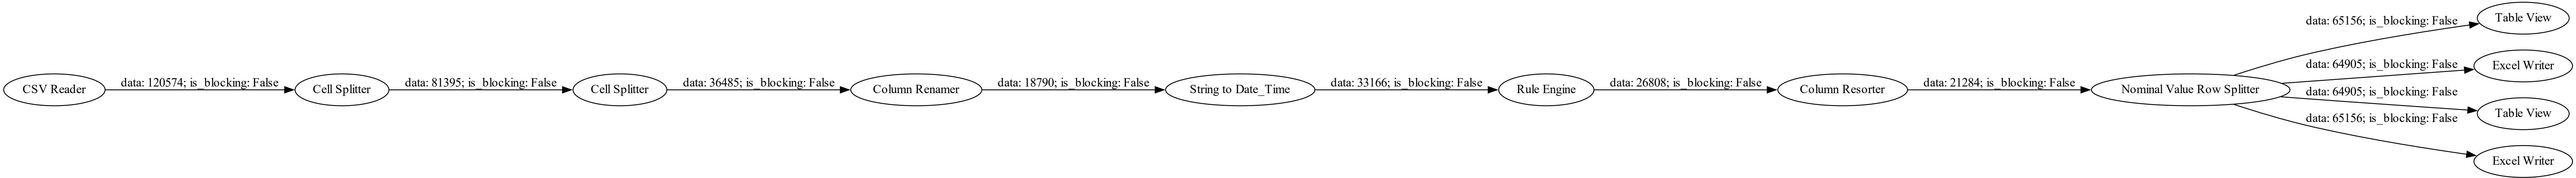 CSV Reader
data: 120574; is_blocking: False
Cell Splitter
data: 81395; is_blocking: False
Cell Splitter
data: 36485; is_blocking: False
Column Renamer
data: 18790; is_blocking: False
String to Date_Time
data: 33166; is_blocking: False
Rule Engine
data: 26808; is_blocking: False
Column Resorter
data: 21284; is_blocking: False
Nominal Value Row Splitter
data: 65156; is_blocking: False
Table View
data: 64905; is_blocking: False
Excel Writer
data: 64905; is_blocking: False
Table View
data: 65156; is_blocking: False
Excel Writer